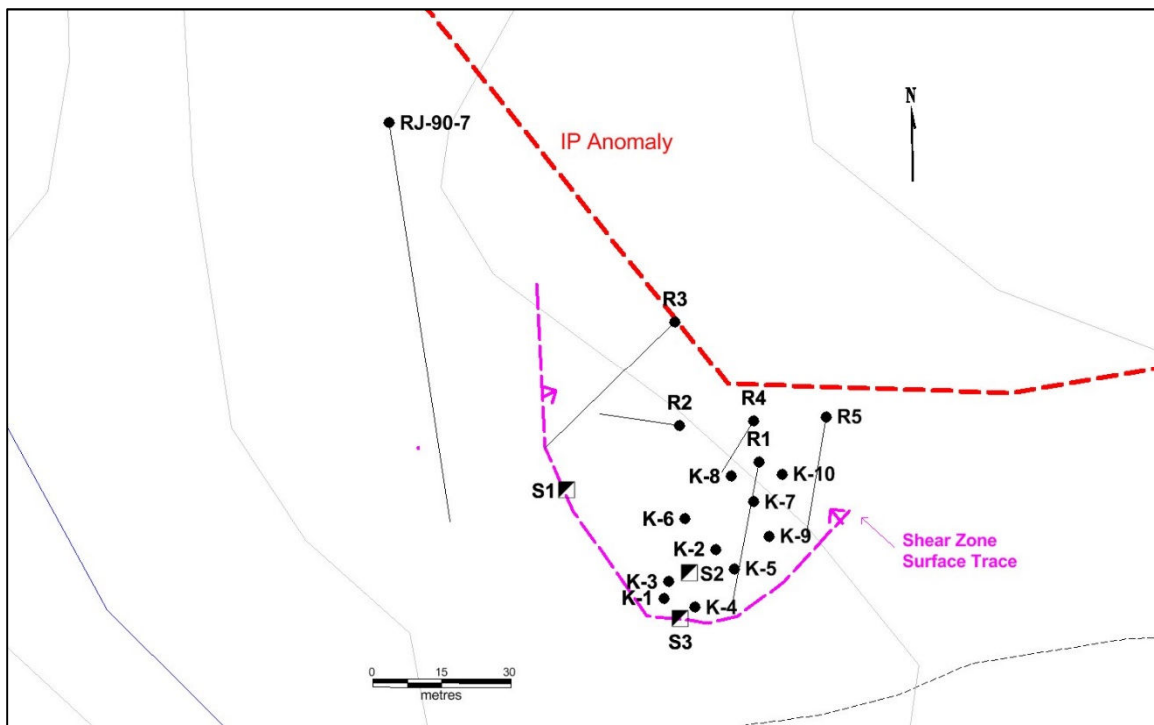 N
RJ-90-7
IP Anomaly
R3
R2
R4
R5
R1
K-8
K-10
S1
K-7
K-6
K-9
Shear Zone
Surface Trace
K-2
S2
K-5
K-3
K-1
K-4
S3
0 15 30
metres